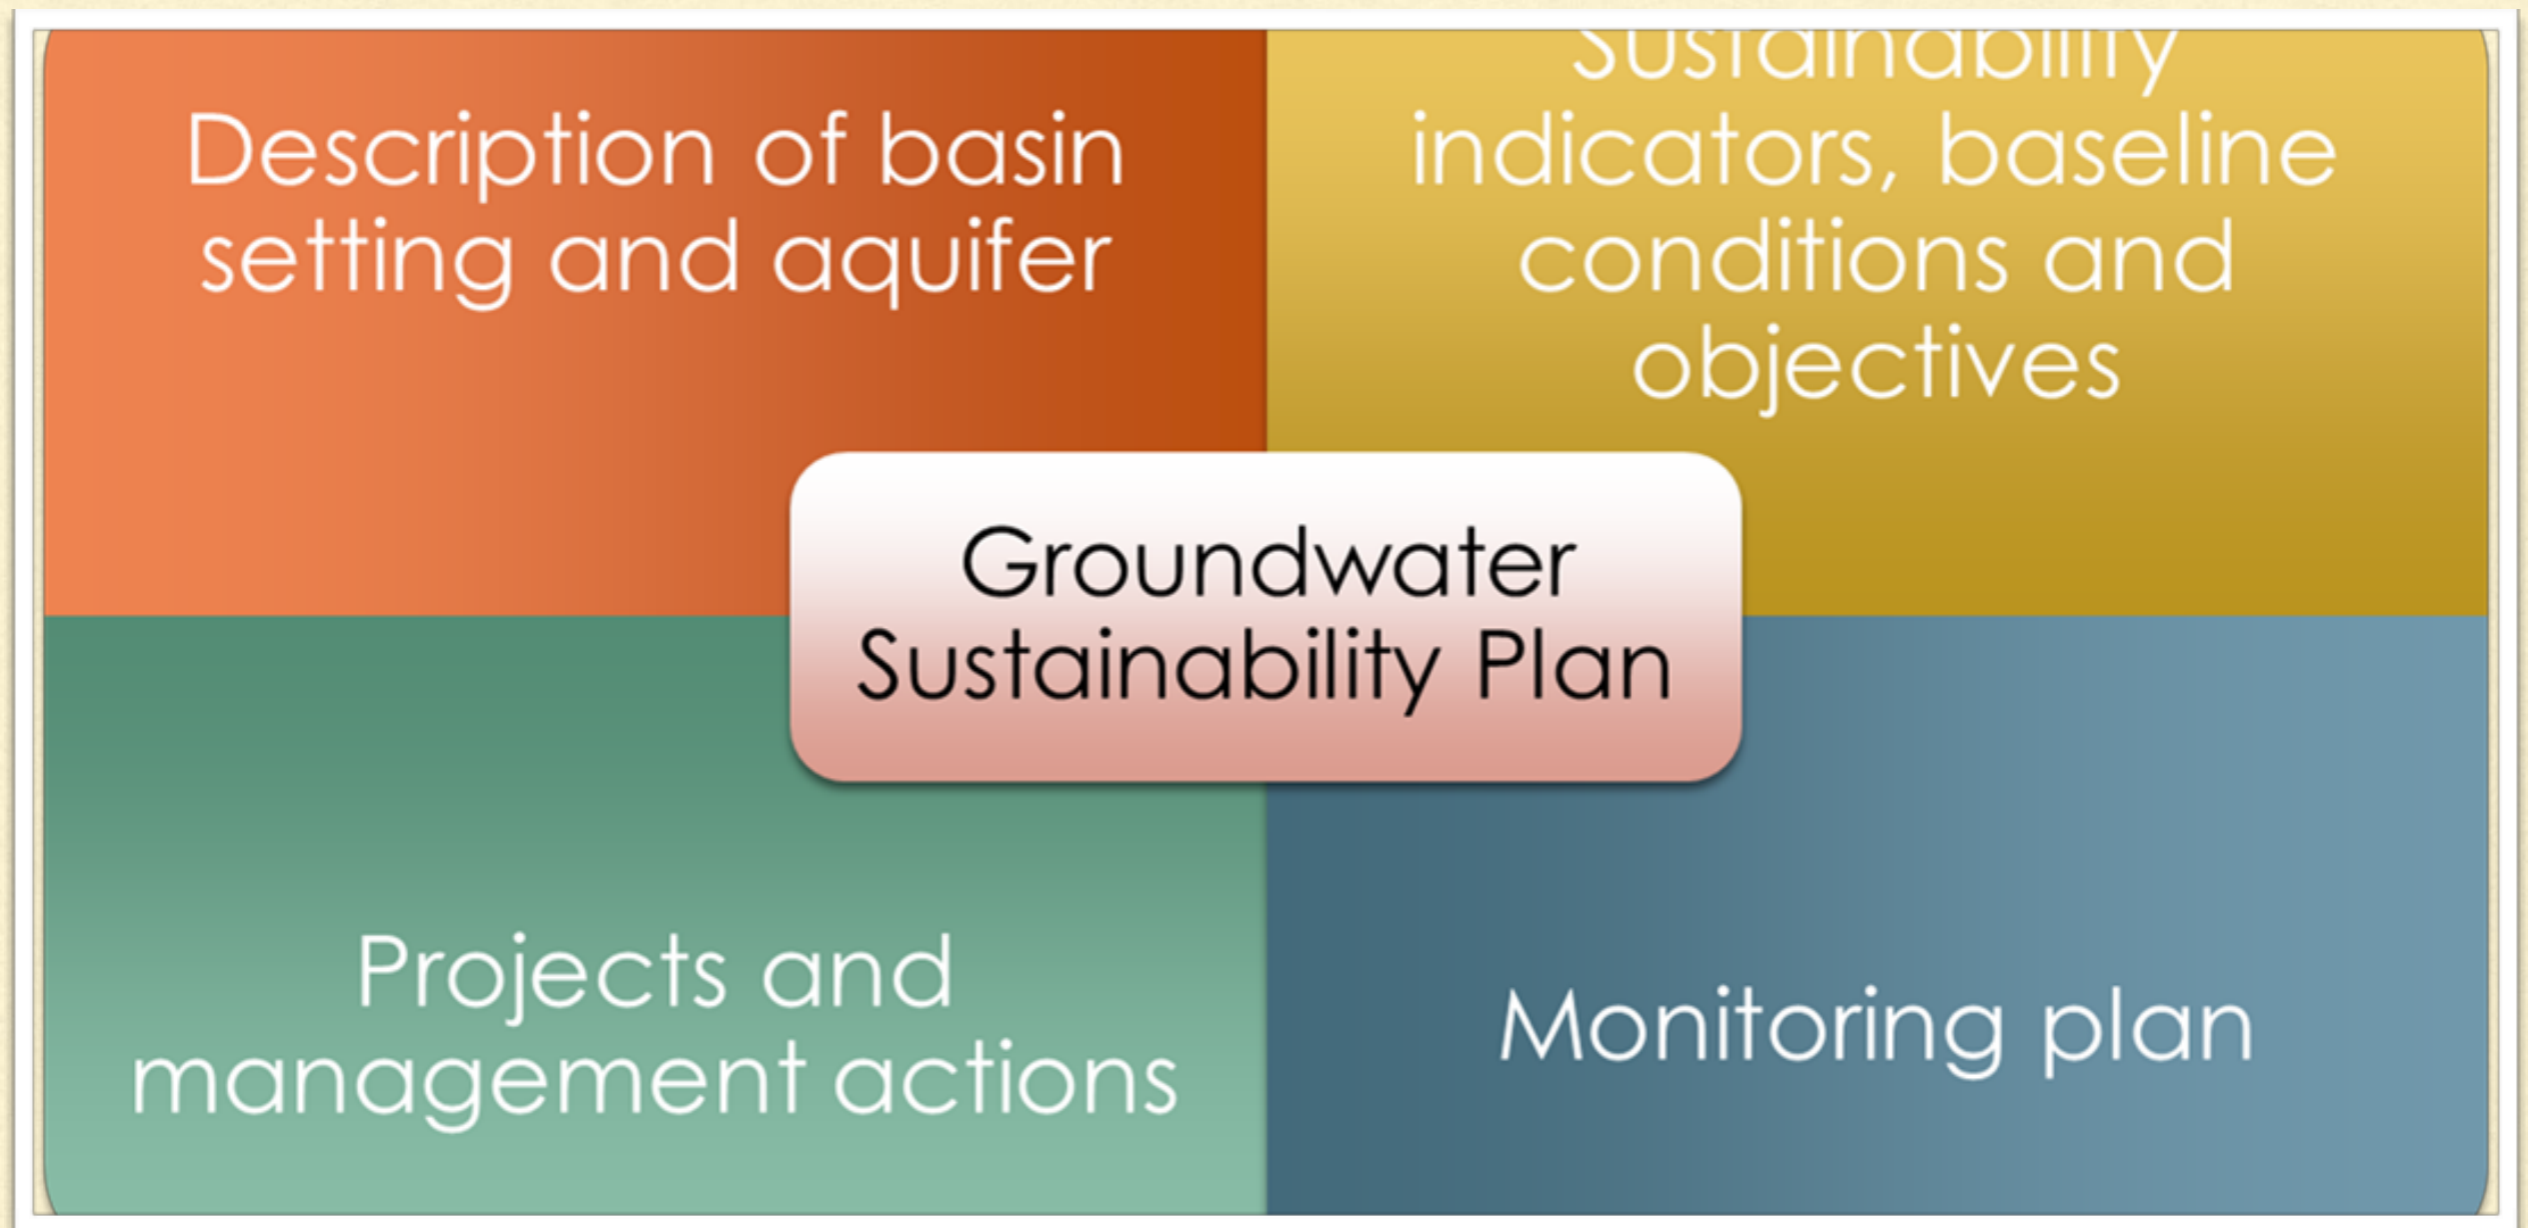 Description of basin
setting and aquifer
Sustainability
indicators, baseline
conditions and
objectives
Groundwater
Sustainability Plan
Projects and
management actions
Monitoring plan